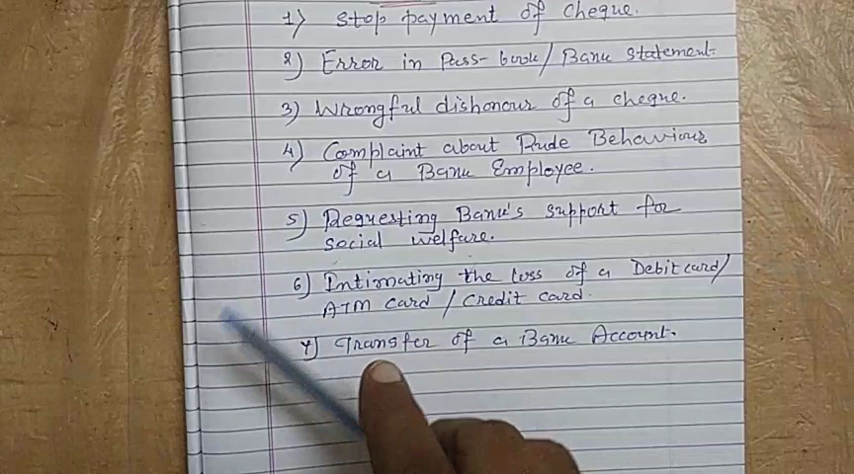 1) Stop payment of cheque.
2) Error in Pass-book/Bank statement.
3) Wrongful dishonour of a cheque.
4) Complaint about Rude Behaviour
of a Bank Employee.
5) Requesting Bank's support for
social welfare.
6) Intimating the loss of a Debit card/
ATM card/Credit card.
7) Transfer of a Bank Account.